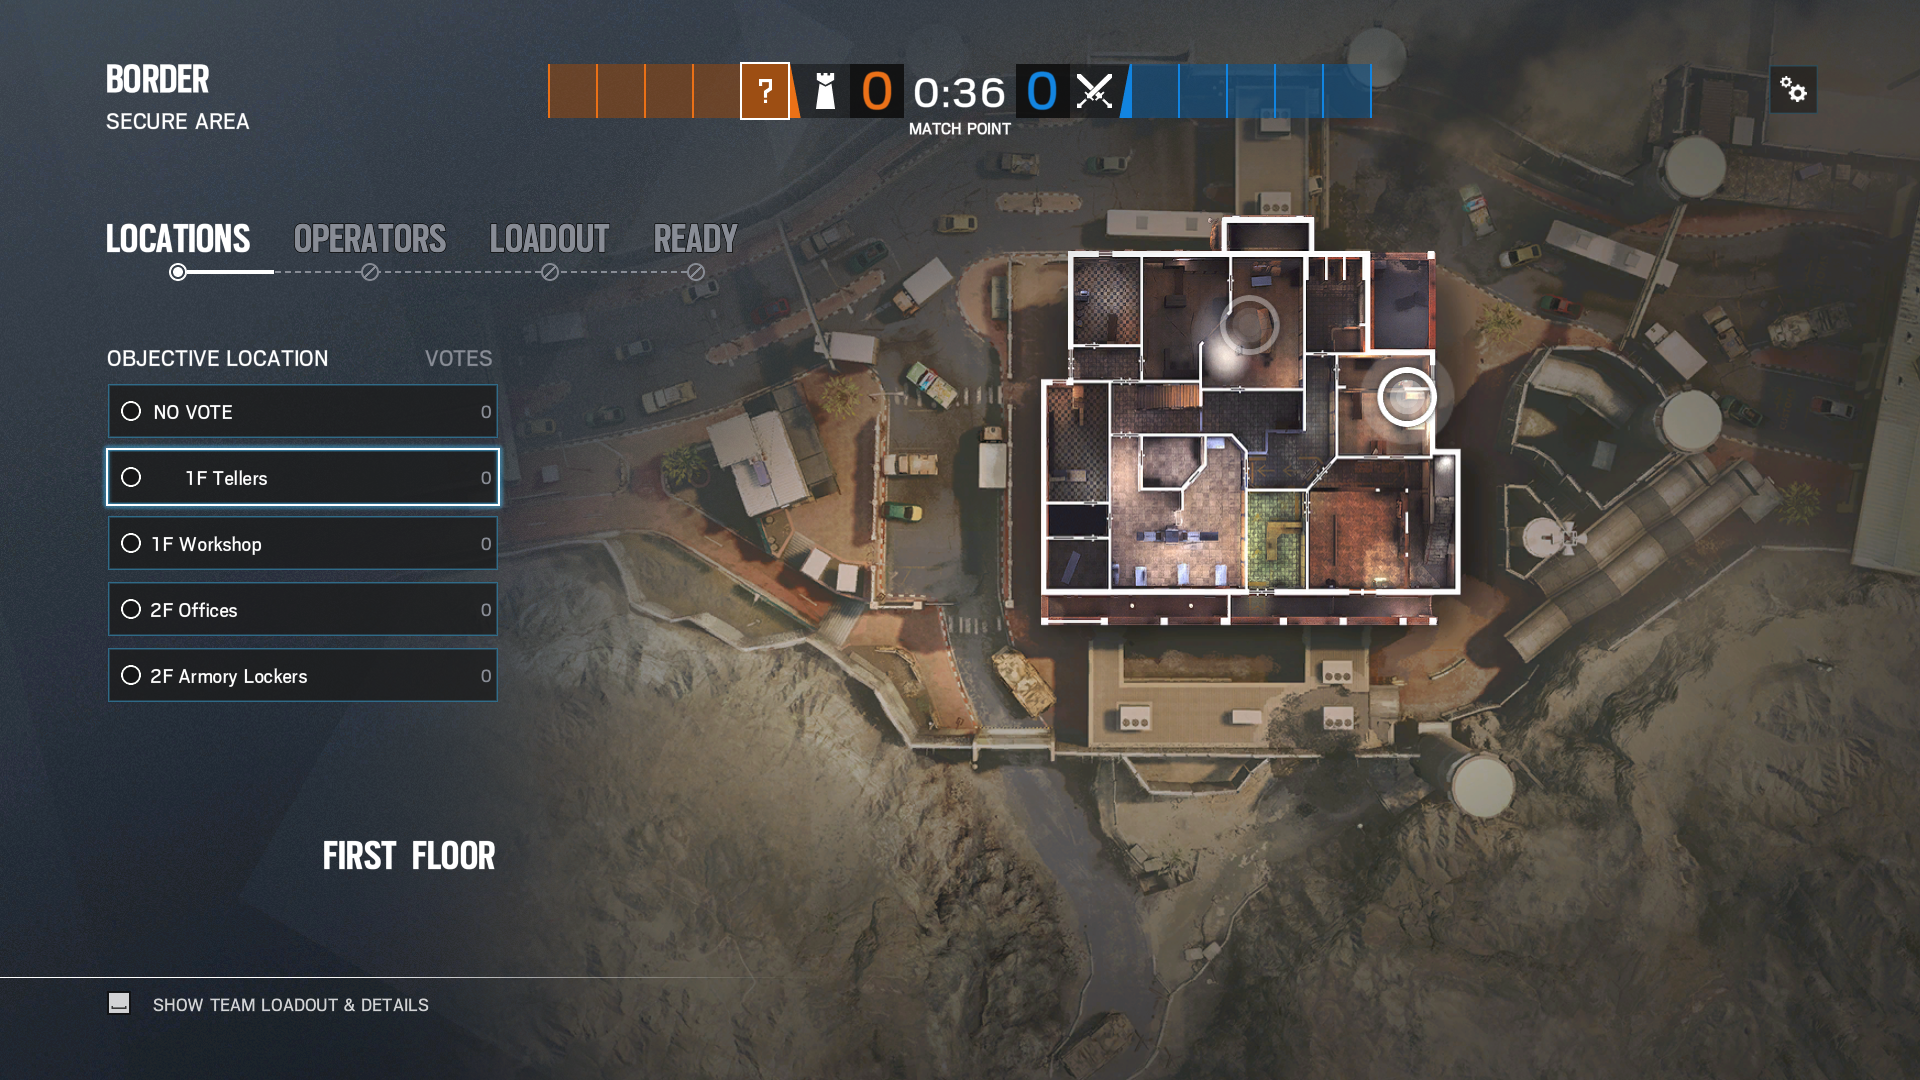 BORDER
SECURE AREA
?
0
0:36
0
MATCH POINT
LOCATIONS
OPERATORS
LOADOUT
READY
OBJECTIVE LOCATION
VOTES
NO VOTE
0
1F Tellers
0
1F Workshop
0
2F Offices
0
2F Armory Lockers
0
FIRST FLOOR
SHOW TEAM LOADOUT & DETAILS